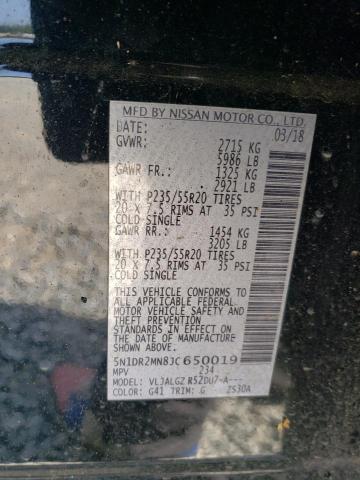 MFD BY NISSAN MOTOR CO., LTD.
DATE: 03/18
GVWR: 2715 KG
5986 LB
GAWR FR.: 1325 KG
2921 LB
WITH P235/55R20 TIRES
20 X 7.5 RIMS AT 35 PSI
COLD SINGLE
GAWR RR.: 1454 KG
3205 LB
WITH P235/55R20 TIRES
20 X 7.5 RIMS AT 35 PSI
COLD SINGLE
THIS VEHICLE CONFORMS TO
ALL APPLICABLE FEDERAL
MOTOR VEHICLE SAFETY
STANDARDS IN EFFECT ON
THE DATE OF MANUFACTURE
SHOWN ABOVE.
5N1DR2MN8JC650019
MPV 234
MODEL: VLJALGZ R52DU7-A---
COLOR: G41 TRIM: G ZS30A